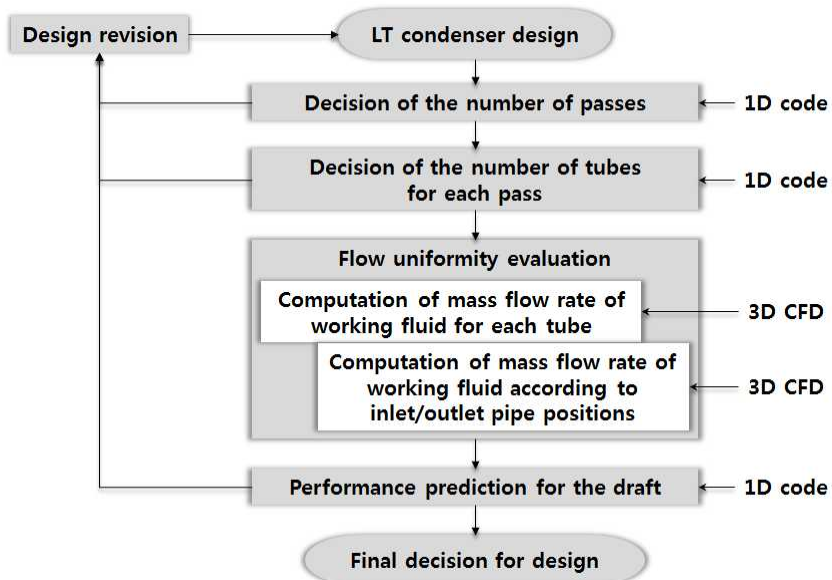 Design revision
LT condenser design
Decision of the number of passes
1D code
Decision of the number of tubes
for each pass
1D code
Flow uniformity evaluation
Computation of mass flow rate of
working fluid for each tube
3D CFD
Computation of mass flow rate of
working fluid according to
inlet/outlet pipe positions
3D CFD
Performance prediction for the draft
1D code
Final decision for design